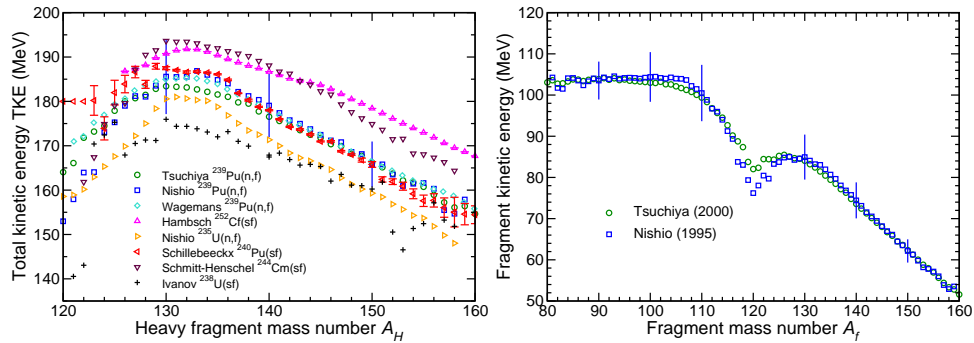 Total kinetic energy TKE (MeV)
200
190
180
170
160
150
140
120
130
140
150
160
Heavy fragment mass number A_H
Tsuchiya ²³⁹Pu(n,f)
Nishio ²³⁹Pu(n,f)
Wagemans ²³⁹Pu(n,f)
Hambsch ²⁵²Cf(sf)
Nishio ²³⁵U(n,f)
Schillebeeckx ²⁴⁰Pu(sf)
Schmitt-Henschel ²⁴⁴Cm(sf)
Ivanov ²³⁸U(sf)
Fragment kinetic energy (MeV)
120
110
100
90
80
70
60
50
80
90
100
110
120
130
140
150
160
Fragment mass number A_f
Tsuchiya (2000)
Nishio (1995)